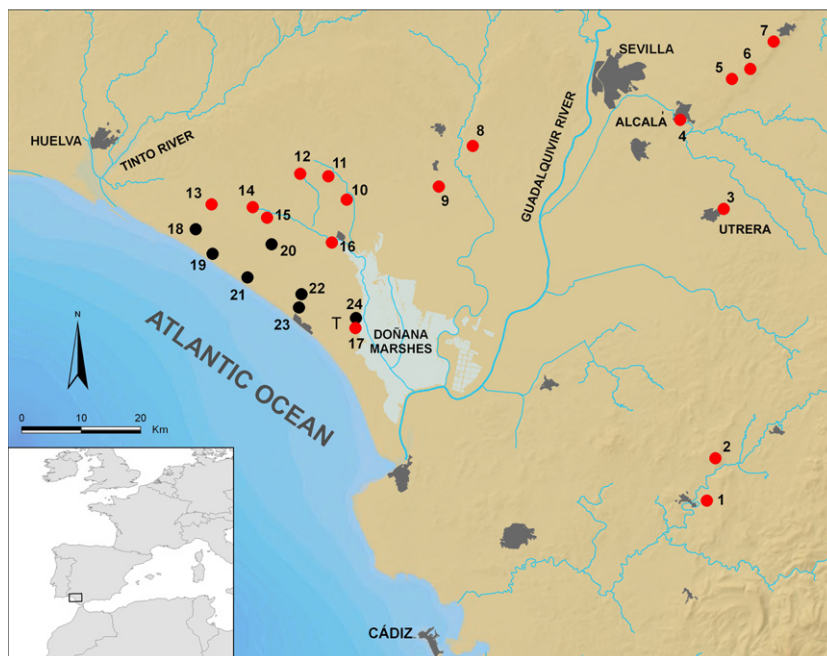 7
SEVILLA
6
5
HUELVA
TINTO RIVER
8
ALCALÁ
4
12
11
GUADALQUIVIR RIVER
13
14
10
9
3
15
UTRERA
18
20
16
19
21
22
24
T
23
17
DOÑANA
MARSHES
ATLANTIC OCEAN
N
0 10 20
Km
2
1
CÁDIZ